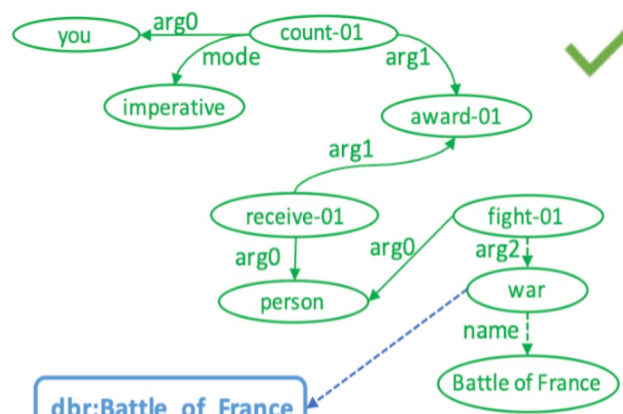 arg0
you
count-01
mode
arg1
imperative
award-01
arg1
receive-01
fight-01
arg0
arg0
arg2
person
war
name
Battle of France
dbr:Battle_of_France